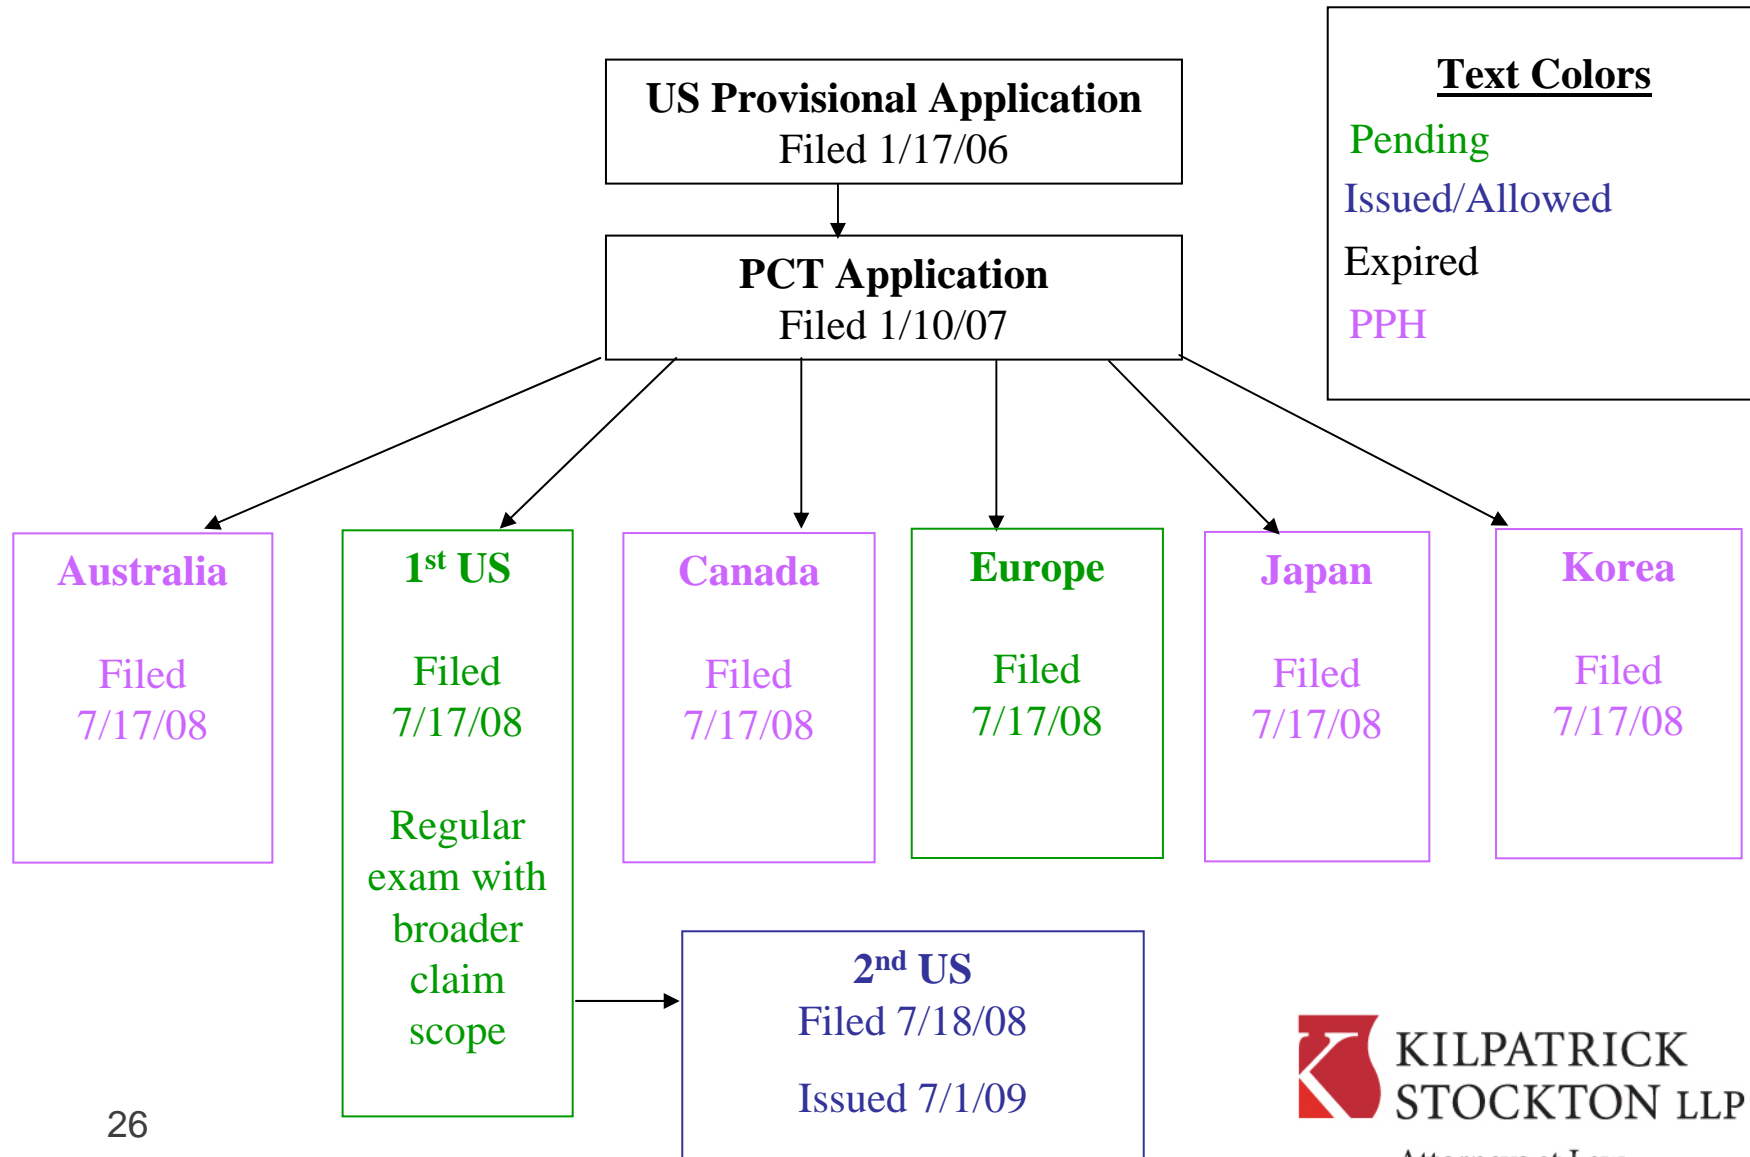 US Provisional Application
Filed 1/17/06
Text Colors
Pending
Issued/Allowed
Expired
PPH
PCT Application
Filed 1/10/07
Australia
Filed
7/17/08
1st US
Filed
7/17/08
Regular
exam with
broader
claim
scope
Canada
Filed
7/17/08
Europe
Filed
7/17/08
Japan
Filed
7/17/08
Korea
Filed
7/17/08
2nd US
Filed 7/18/08
Issued 7/1/09
KILPATRICK
STOCKTON LLP
26